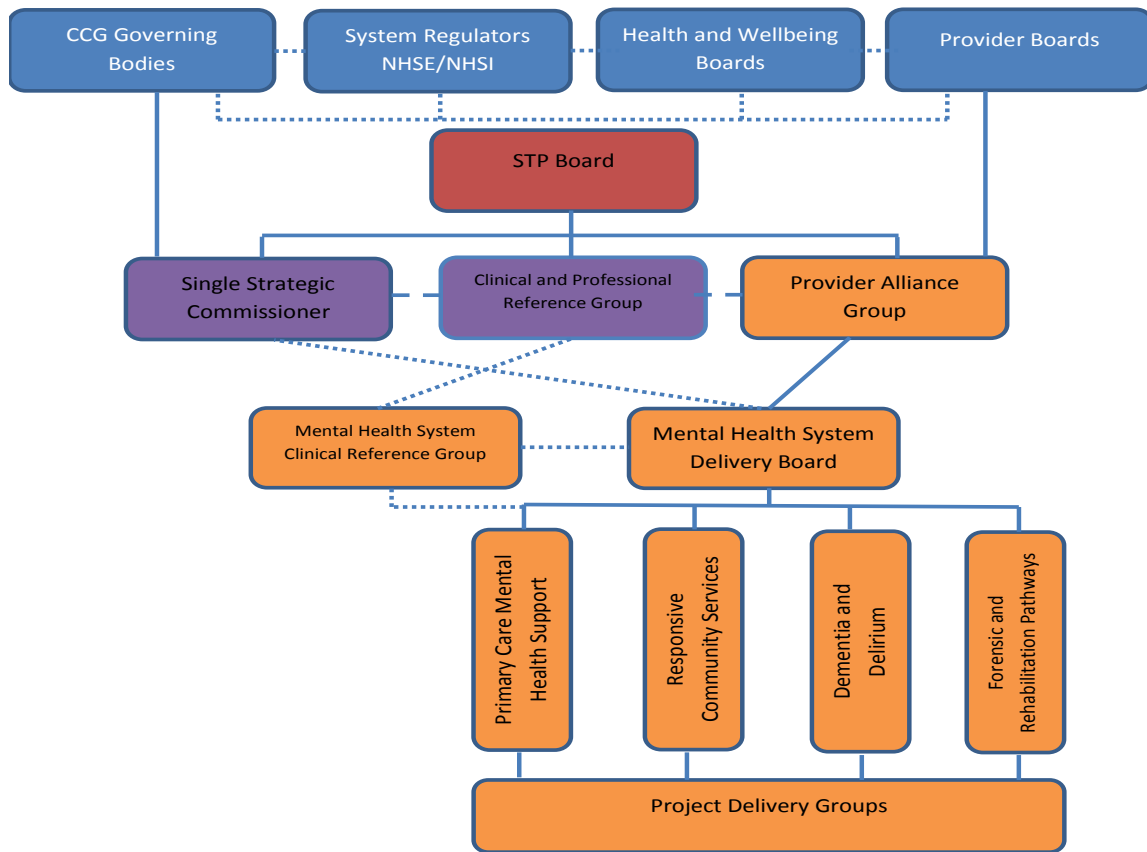 CCG Governing
Bodies
System Regulators
NHSE/NHSI
Health and Wellbeing
Boards
Provider Boards
STP Board
Single Strategic
Commissioner
Clinical and Professional
Reference Group
Provider Alliance
Group
Mental Health System
Clinical Reference Group
Mental Health System
Delivery Board
Primary Care Mental
Health Support
Responsive
Community Services
Dementia and
Delirium
Forensic and
Rehabilitation Pathways
Project Delivery Groups